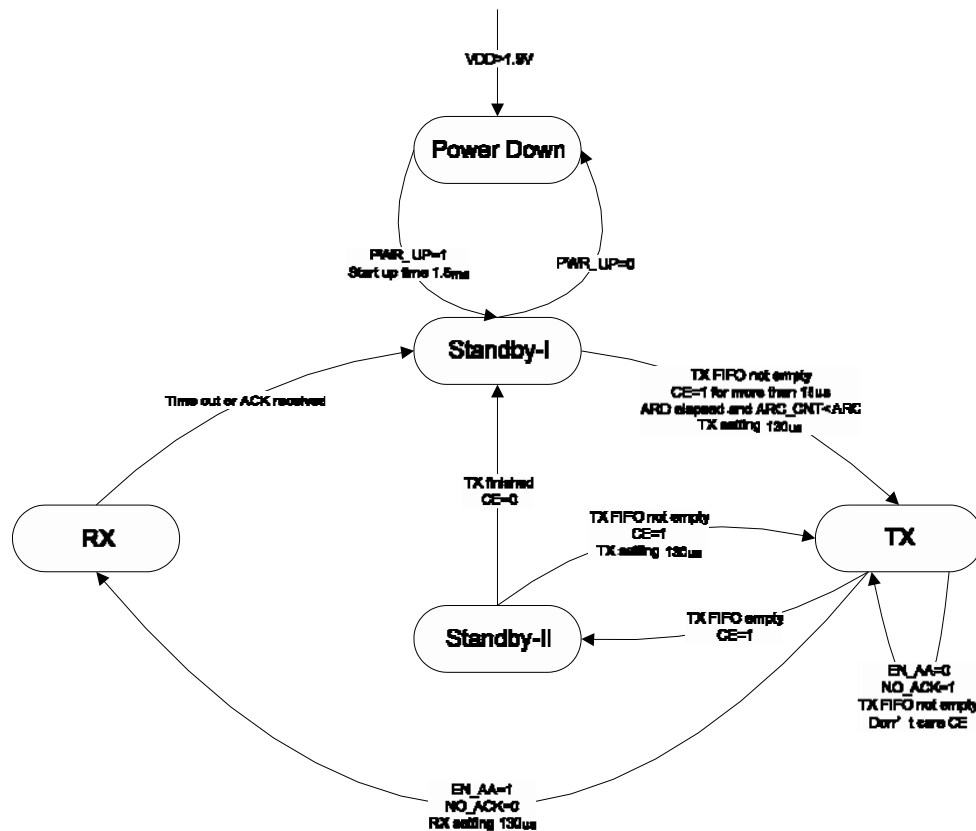 VDD>1.9V
Power Down
PWR_UP=1
Start up time 1.5ms
PWR_UP=0
Standby-I
TX FIFO not empty
CE=1 for more than 15us
ARD elapsed and ARC_CNT<ARC
TX setting 130us
Time out or ACK received
TX finished
CE=0
RX
TX FIFO not empty
CE=1
TX setting 130us
TX
Standby-II
TX FIFO empty
CE=1
EN_AA=0
NO_ACK=1
TX FIFO not empty
Don’t care CE
EN_AA=1
NO_ACK=0
RX setting 130us